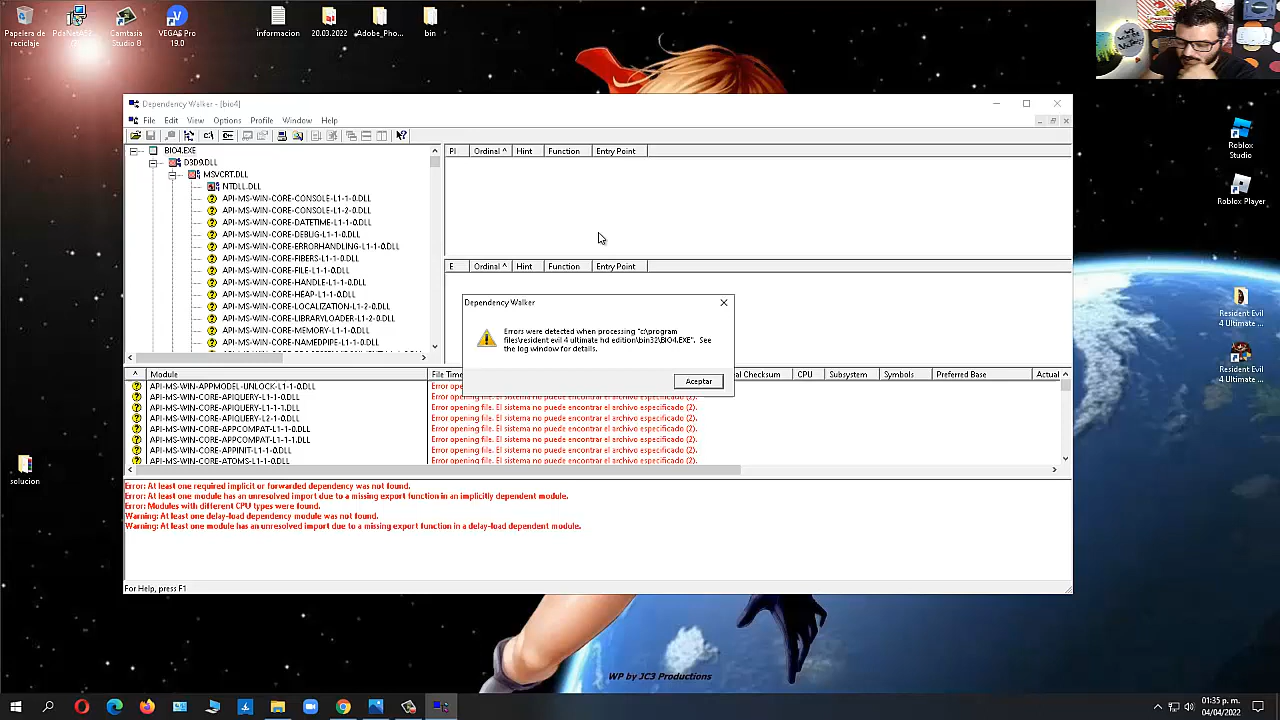 Papelera de
reciclaje
PdaNetA57...
Camtasia
Studio 8
VEGAS Pro
19.0
informacion
20.03.2022
Adobe_Pho...
bin
Dependency Walker - [bio4]
File Edit View Options Profile Window Help
BIO4.EXE
D3D9.DLL
MSVCRT.DLL
NTDLL.DLL
API-MS-WIN-CORE-CONSOLE-L1-1-0.DLL
API-MS-WIN-CORE-CONSOLE-L1-2-0.DLL
API-MS-WIN-CORE-DATETIME-L1-1-0.DLL
API-MS-WIN-CORE-DEBUG-L1-1-0.DLL
API-MS-WIN-CORE-ERRORHANDLING-L1-1-0.DLL
API-MS-WIN-CORE-FIBERS-L1-1-0.DLL
API-MS-WIN-CORE-FILE-L1-1-0.DLL
API-MS-WIN-CORE-HANDLE-L1-1-0.DLL
API-MS-WIN-CORE-HEAP-L1-1-0.DLL
API-MS-WIN-CORE-LOCALIZATION-L1-2-0.DLL
API-MS-WIN-CORE-LIBRARYLOADER-L1-2-0.DLL
API-MS-WIN-CORE-MEMORY-L1-1-0.DLL
API-MS-WIN-CORE-NAMEDPIPE-L1-1-0.DLL
PI Ordinal ^ Hint Function Entry Point
E Ordinal ^ Hint Function Entry Point
Dependency Walker
Errors were detected when processing "c:\program
files\resident evil 4 ultimate hd edition\bin32\BIO4.EXE". See
the log window for details.
Aceptar
^ Module File Time Checksum CPU Subsystem Symbols Preferred Base Actual
API-MS-WIN-APPMODEL-UNLOCK-L1-1-0.DLL Error
API-MS-WIN-CORE-APIQUERY-L1-1-0.DLL Error opening file. El sistema no puede encontrar el archivo especificado (2).
API-MS-WIN-CORE-APIQUERY-L1-1-1.DLL Error opening file. El sistema no puede encontrar el archivo especificado (2).
API-MS-WIN-CORE-APIQUERY-L2-1-0.DLL Error opening file. El sistema no puede encontrar el archivo especificado (2).
API-MS-WIN-CORE-APPCOMPAT-L1-1-0.DLL Error opening file. El sistema no puede encontrar el archivo especificado (2).
API-MS-WIN-CORE-APPCOMPAT-L1-1-1.DLL Error opening file. El sistema no puede encontrar el archivo especificado (2).
API-MS-WIN-CORE-APPINIT-L1-1-0.DLL Error opening file. El sistema no puede encontrar el archivo especificado (2).
API-MS-WIN-CORE-ATOMS-L1-1-0.DLL Error opening file. El sistema no puede encontrar el archivo especificado (2).
Error: At least one required implicit or forwarded dependency was not found.
Error: At least one module has an unresolved import due to a missing export function in an implicitly dependent module.
Error: Modules with different CPU types were found.
Warning: At least one delay-load dependency module was not found.
Warning: At least one module has an unresolved import due to a missing export function in a delay-load dependent module.
For Help, press F1
Roblox
Studio
Roblox Player
Resident Evil
4 Ultimate ...
Resident Evil
4 Ultimate ...
solucion
WP by JC3 Productions
01:35 p. m.
04/04/2022